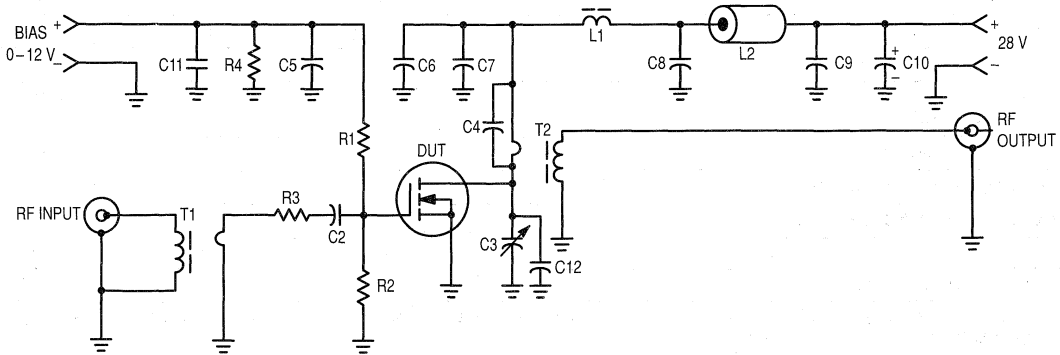 BIAS
0–12 V
+
–
C11
R4
C5
C6
C7
L1
C8
L2
C9
+
C10
–
+
28 V
–
R1
C4
T2
DUT
RF
OUTPUT
RF INPUT
T1
R3
C2
C3
C12
R2